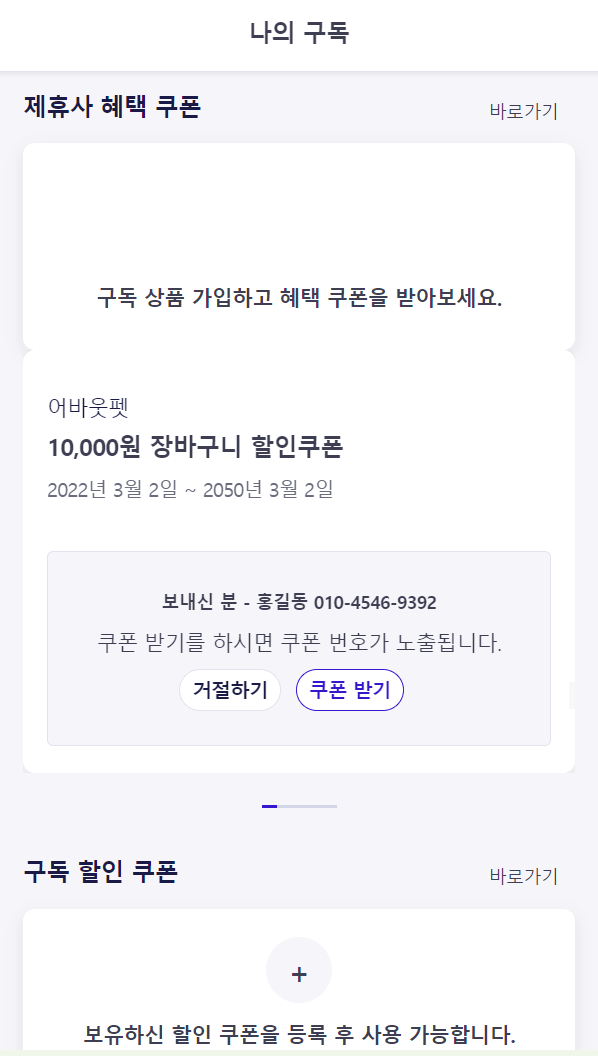 나의 구독
제휴사 혜택 쿠폰
바로가기
구독 상품 가입하고 혜택 쿠폰을 받아보세요.
어바웃펫
10,000원 장바구니 할인쿠폰
2022년 3월 2일 ~ 2050년 3월 2일
보내신 분 - 홍길동 010-4546-9392
쿠폰 받기를 하시면 쿠폰 번호가 노출됩니다.
거절하기
쿠폰 받기
구독 할인 쿠폰
바로가기
+
보유하신 할인 쿠폰을 등록 후 사용 가능합니다.